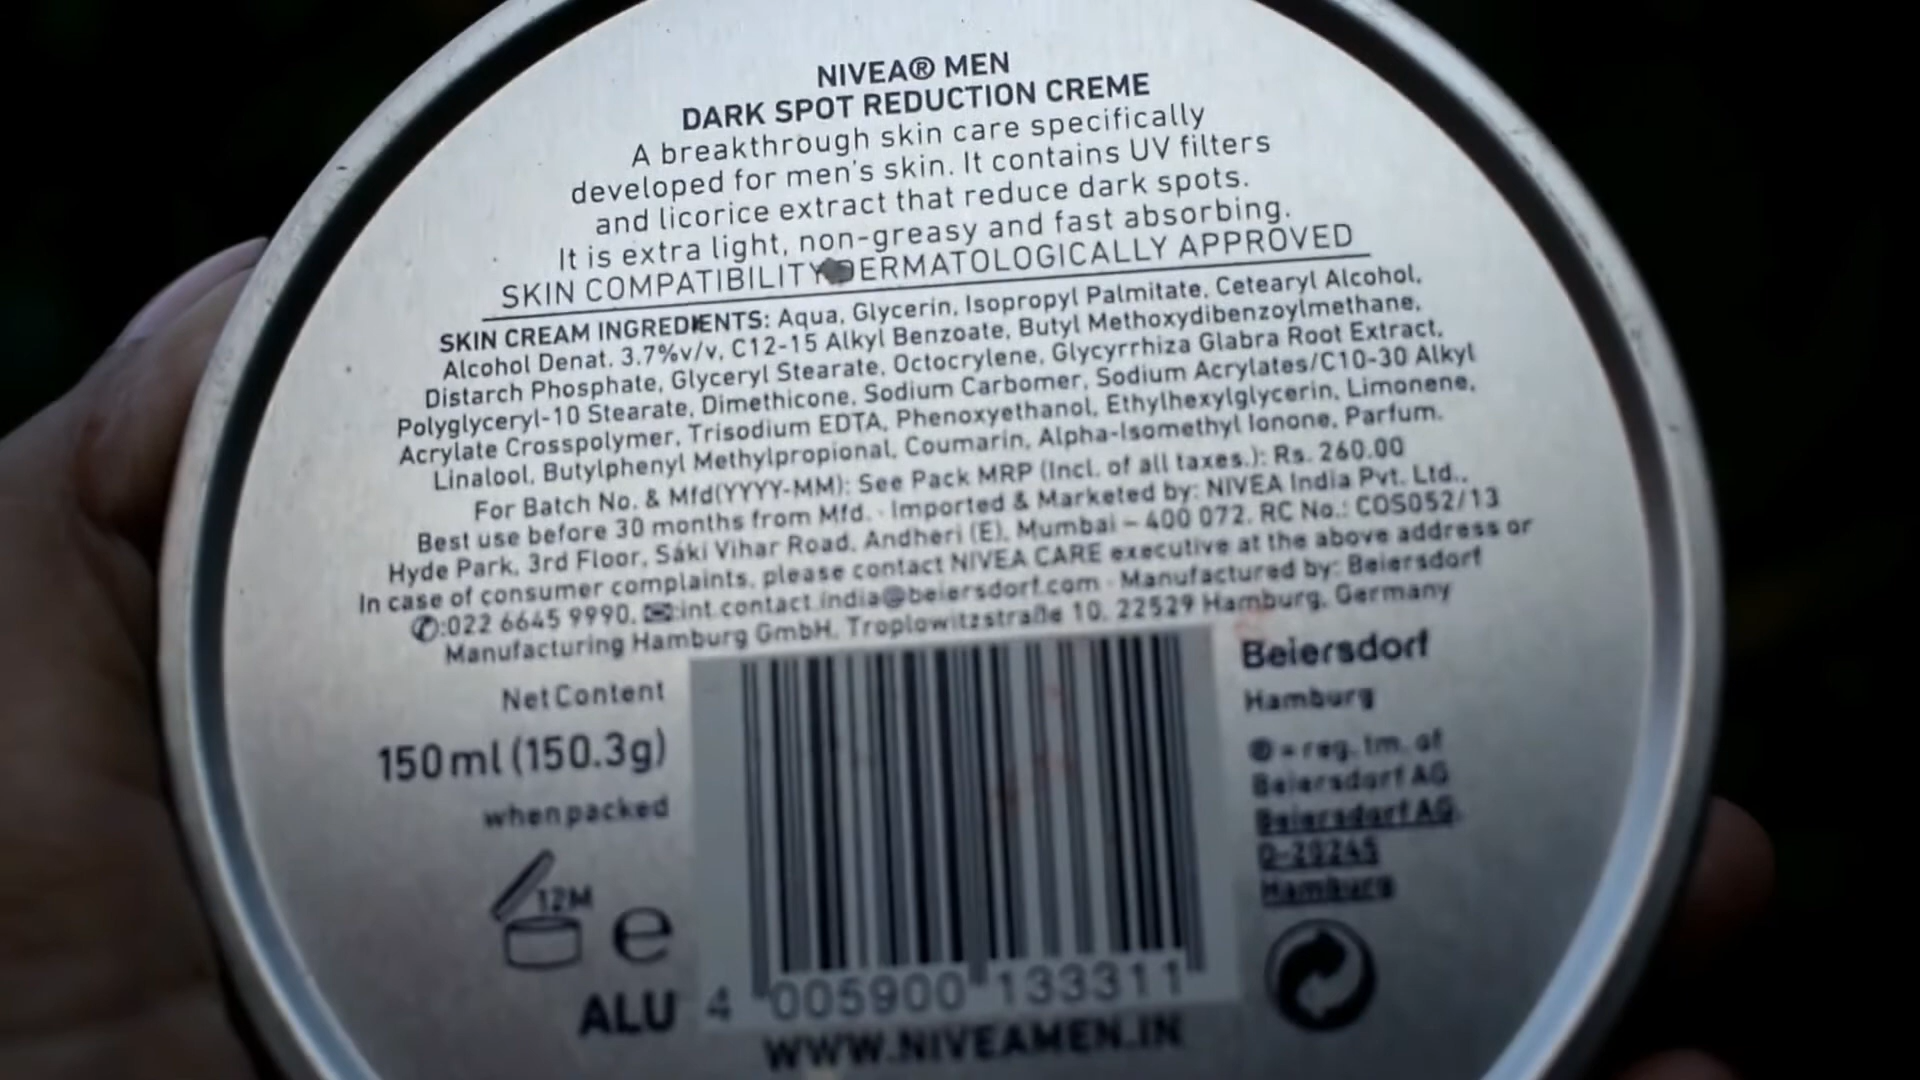 NIVEA® MEN
DARK SPOT REDUCTION CREME
A breakthrough skin care specifically
developed for men's skin. It contains UV filters
and licorice extract that reduce dark spots.
It is extra light, non-greasy and fast absorbing.
SKIN COMPATIBILITY DERMATOLOGICALLY APPROVED
SKIN CREAM INGREDIENTS: Aqua, Glycerin, Isopropyl Palmitate, Cetearyl Alcohol,
Alcohol Denat. 3.7%v/v, C12-15 Alkyl Benzoate, Butyl Methoxydibenzoylmethane,
Distarch Phosphate, Glyceryl Stearate, Octocrylene, Glycyrrhiza Glabra Root Extract,
Polyglyceryl-10 Stearate, Dimethicone, Sodium Carbomer, Sodium Acrylates/C10-30 Alkyl
Acrylate Crosspolymer, Trisodium EDTA, Phenoxyethanol, Ethylhexylglycerin, Limonene,
Linalool, Butylphenyl Methylpropional, Coumarin, Alpha-Isomethyl Ionone, Parfum.
For Batch No. & Mfd(YYYY-MM): See Pack MRP (Incl. of all taxes.): Rs. 260.00
Best use before 30 months from Mfd. · Imported & Marketed by: NIVEA India Pvt. Ltd.,
Hyde Park, 3rd Floor, Saki Vihar Road, Andheri (E), Mumbai – 400 072. RC No.: COS052/13
In case of consumer complaints, please contact NIVEA CARE executive at the above address or
✆:022 6645 9990, ✉:int.contact.india@beiersdorf.com · Manufactured by: Beiersdorf
Manufacturing Hamburg GmbH, Troplowitzstraße 10, 22529 Hamburg, Germany
Net Content
150 ml (150.3g)
when packed
12M
e
ALU
4 005900 133311
WWW.NIVEAMEN.IN
Beiersdorf
Hamburg
® = reg. tm. of
Beiersdorf AG
Beiersdorf AG,
D-20245
Hamburg